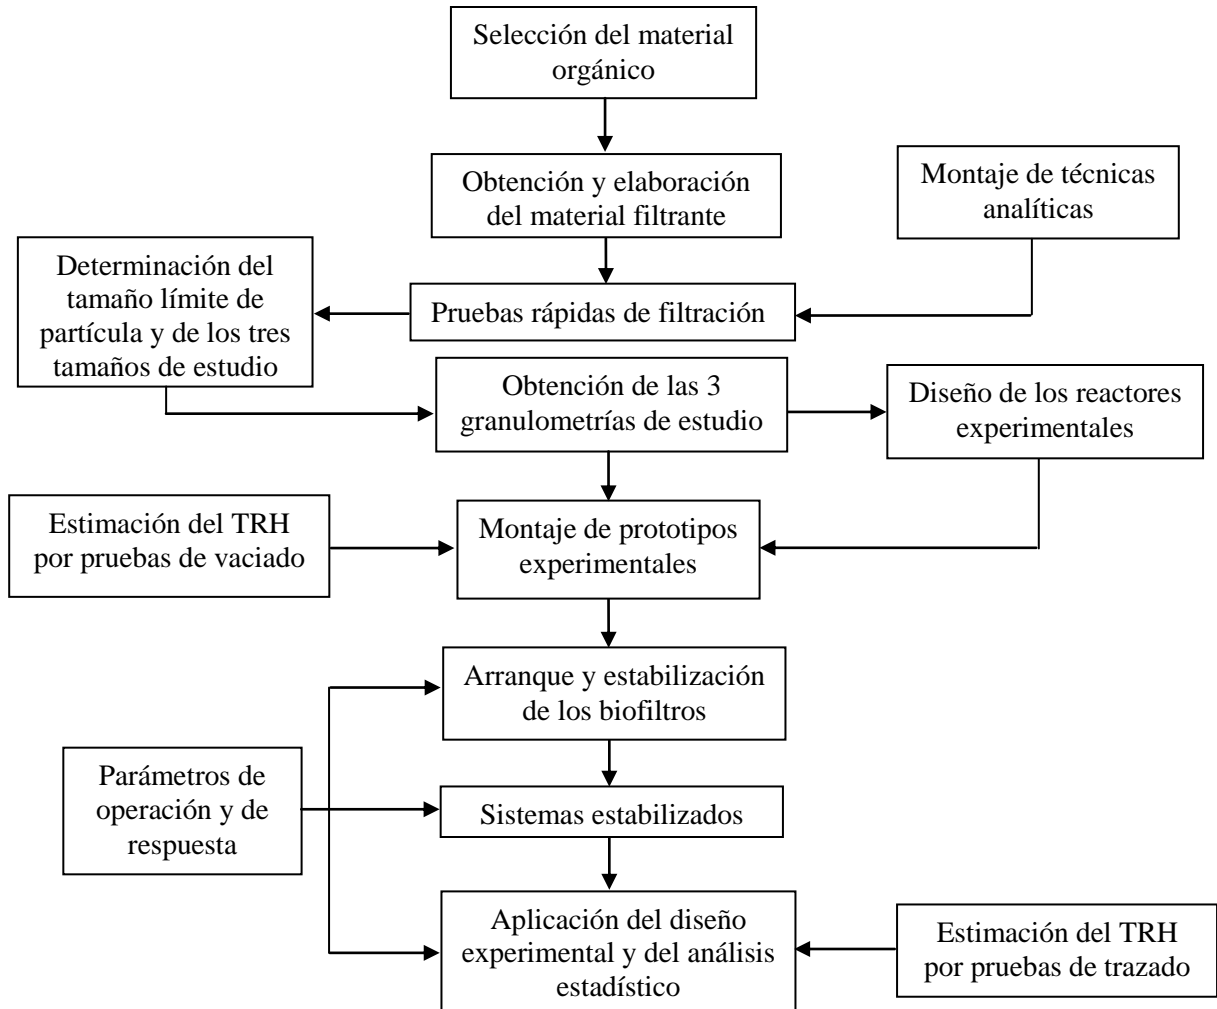 Selección del material
orgánico
Obtención y elaboración
del material filtrante
Montaje de técnicas
analíticas
Determinación del
tamaño límite de
partícula y de los tres
tamaños de estudio
Pruebas rápidas de filtración
Obtención de las 3
granulometrías de estudio
Diseño de los reactores
experimentales
Estimación del TRH
por pruebas de vaciado
Montaje de prototipos
experimentales
Arranque y estabilización
de los biofiltros
Parámetros de
operación y de
respuesta
Sistemas estabilizados
Aplicación del diseño
experimental y del análisis
estadístico
Estimación del TRH
por pruebas de trazado